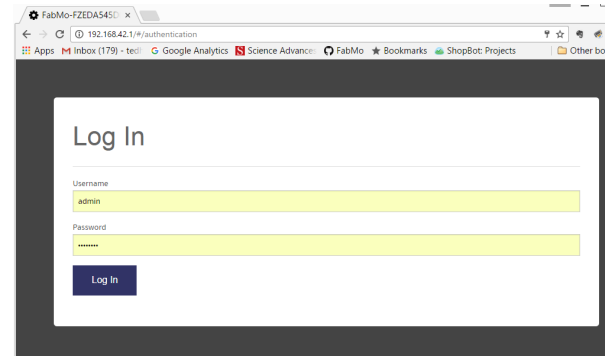 FabMo-FZEDA545D
192.168.42.1/#/authentication
Apps Inbox (179) - ted Google Analytics Science Advance FabMo Bookmarks ShopBot: Projects Other bo
Log In
Username
admin
Password
••••••••
Log In